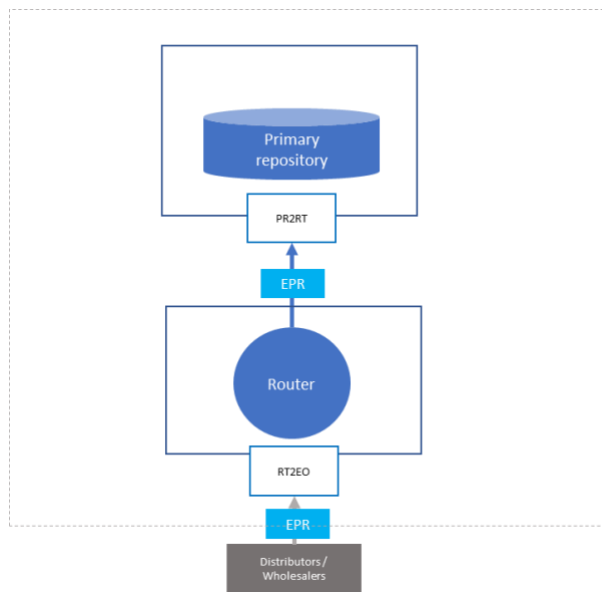 Primary
repository
PR2RT
EPR
Router
RT2EO
EPR
Distributors /
Wholesalers